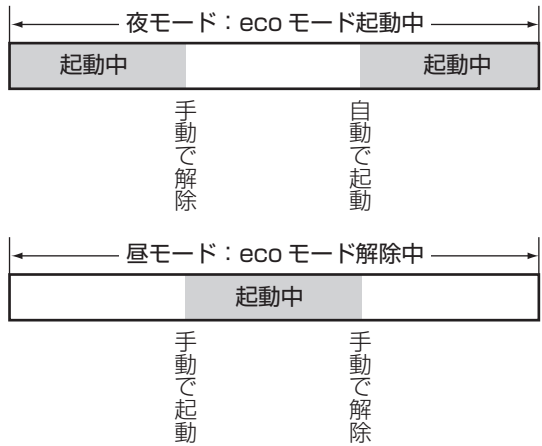 夜モード：eco モード起動中
起動中
起動中
手動で解除
自動で起動
昼モード：eco モード解除中
起動中
手動で起動
手動で解除